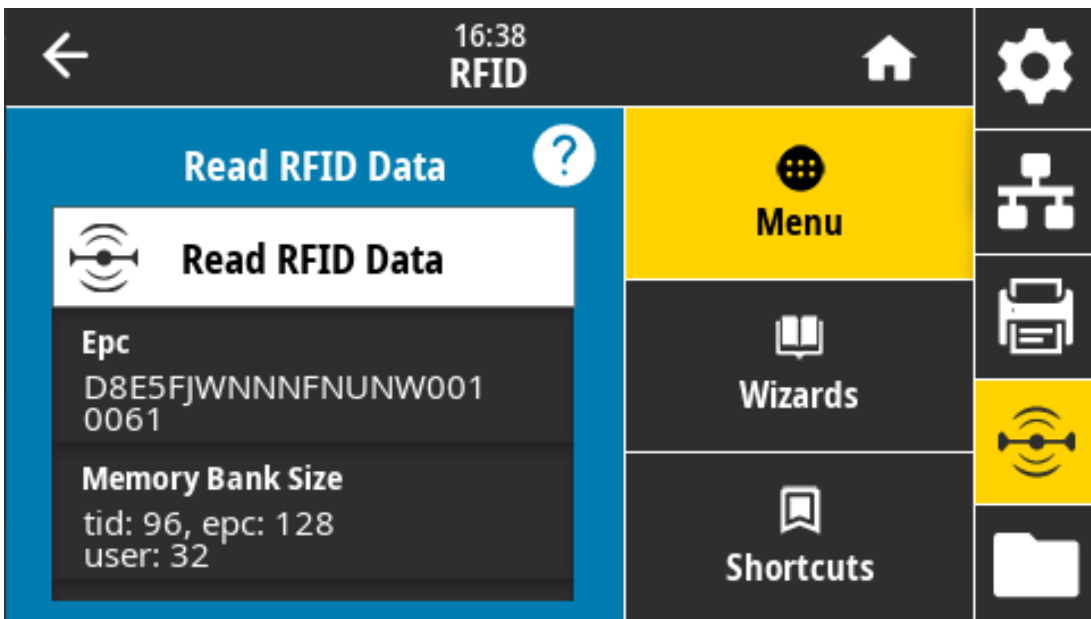 16:38
RFID
Read RFID Data
?
Read RFID Data
Epc
D8E5FJWNNNFNUNW001
0061
Memory Bank Size
tid: 96, epc: 128
user: 32
Menu
Wizards
Shortcuts